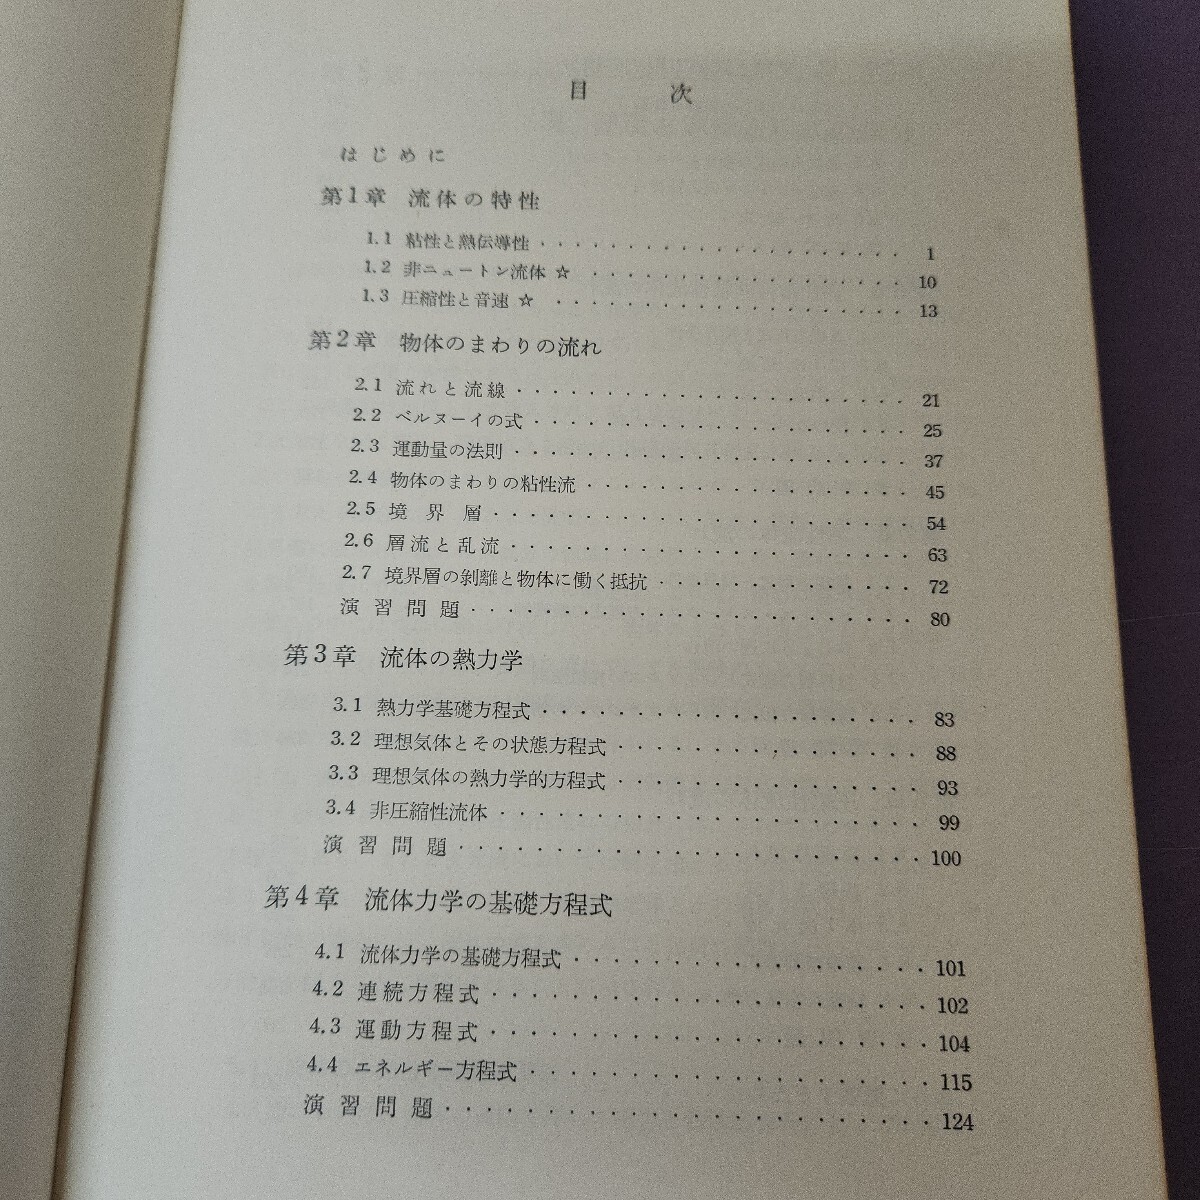 目 次
はじめに
第1章 流体の特性
1.1 粘性と熱伝導性 ・・・・・・・・・・・・・・・・・・・・ 1
1.2 非ニュートン流体 ☆ ・・・・・・・・・・・・・・・・・・ 10
1.3 圧縮性と音速 ☆ ・・・・・・・・・・・・・・・・・・・・ 13
第2章 物体のまわりの流れ
2.1 流れと流線 ・・・・・・・・・・・・・・・・・・・・・・ 21
2.2 ベルヌーイの式 ・・・・・・・・・・・・・・・・・・・・ 25
2.3 運動量の法則 ・・・・・・・・・・・・・・・・・・・・・ 37
2.4 物体のまわりの粘性流 ・・・・・・・・・・・・・・・・・ 45
2.5 境界層 ・・・・・・・・・・・・・・・・・・・・・・・・ 54
2.6 層流と乱流 ・・・・・・・・・・・・・・・・・・・・・・ 63
2.7 境界層の剝離と物体に働く抵抗 ・・・・・・・・・・・・・ 72
演習問題 ・・・・・・・・・・・・・・・・・・・・・・・・ 80
第3章 流体の熱力学
3.1 熱力学基礎方程式 ・・・・・・・・・・・・・・・・・・・ 83
3.2 理想気体とその状態方程式 ・・・・・・・・・・・・・・・ 88
3.3 理想気体の熱力学的方程式 ・・・・・・・・・・・・・・・ 93
3.4 非圧縮性流体 ・・・・・・・・・・・・・・・・・・・・・ 99
演習問題 ・・・・・・・・・・・・・・・・・・・・・・・・ 100
第4章 流体力学の基礎方程式
4.1 流体力学の基礎方程式 ・・・・・・・・・・・・・・・・・ 101
4.2 連続方程式 ・・・・・・・・・・・・・・・・・・・・・・ 102
4.3 運動方程式 ・・・・・・・・・・・・・・・・・・・・・・ 104
4.4 エネルギー方程式 ・・・・・・・・・・・・・・・・・・・ 115
演習問題 ・・・・・・・・・・・・・・・・・・・・・・・・ 124